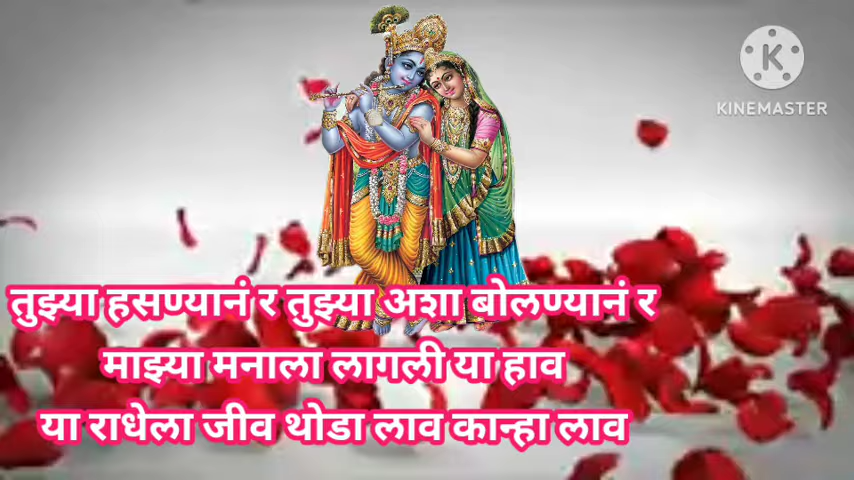 K
KINEMASTER
तुझ्या हसण्यानं र तुझ्या अशा बोलण्यानं र
माझ्या मनाला लागली या हाव
या राधेला जीव थोडा लाव कान्हा लाव